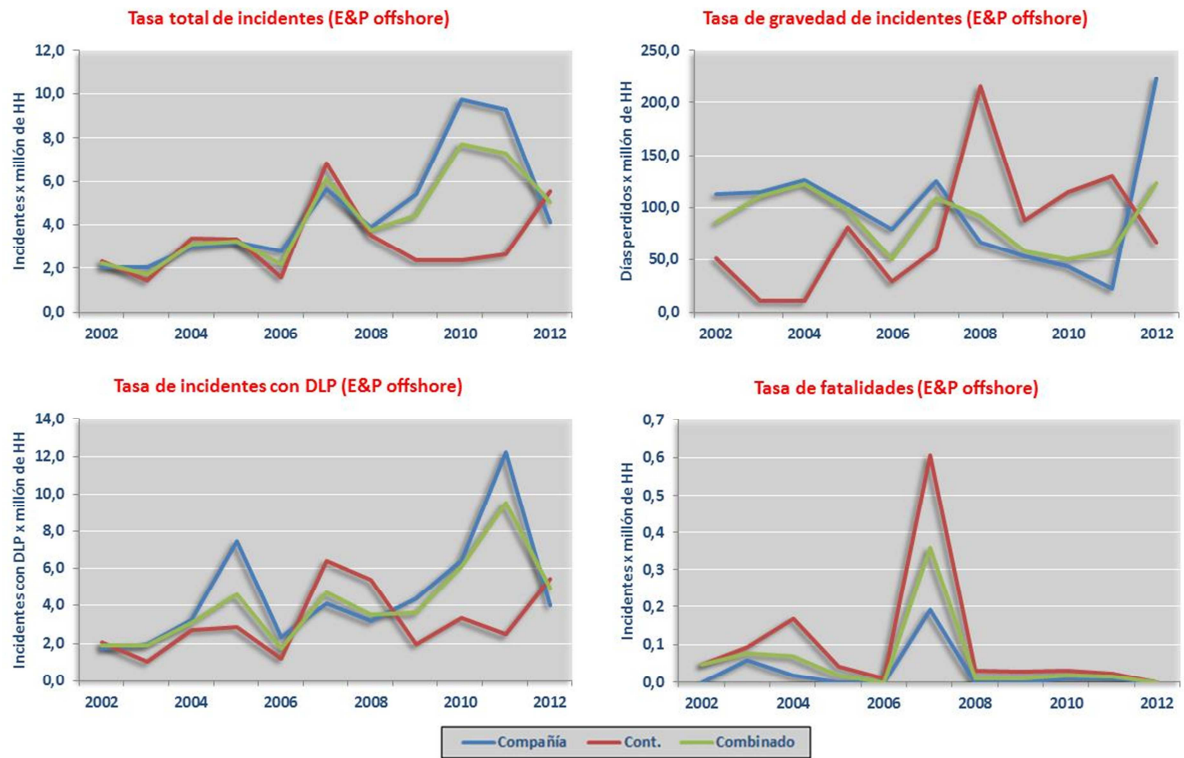 Tasa total de incidentes (E&P offshore)
Incidentes x millón de HH
12,0
10,0
8,0
6,0
4,0
2,0
0,0
2002 2004 2006 2008 2010 2012
Tasa de gravedad de incidentes (E&P offshore)
Días perdidos x millón de HH
250,0
200,0
150,0
100,0
50,0
0,0
2002 2004 2006 2008 2010 2012
Tasa de incidentes con DLP (E&P offshore)
Incidentes con DLP x millón de HH
14,0
12,0
10,0
8,0
6,0
4,0
2,0
0,0
2002 2004 2006 2008 2010 2012
Tasa de fatalidades (E&P offshore)
Incidentes x millón de HH
0,7
0,6
0,5
0,4
0,3
0,2
0,1
0,0
2002 2004 2006 2008 2010 2012
Compañía Cont. Combinado